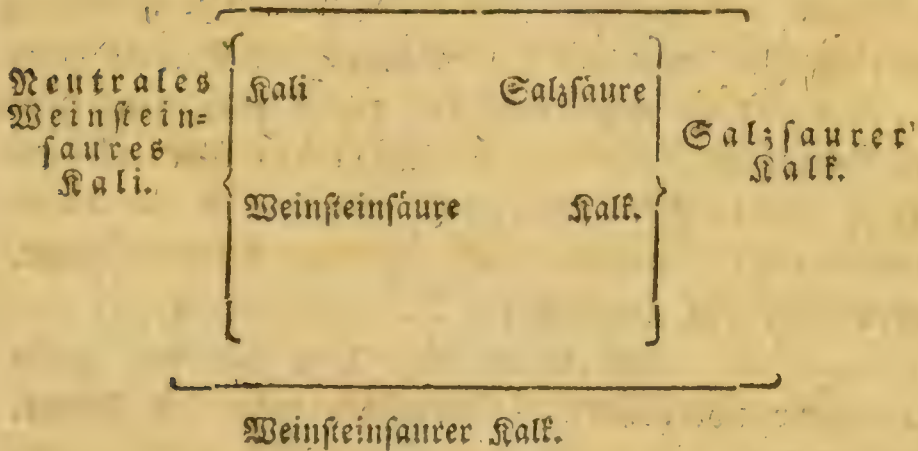 Neutrales
Weinstein=
saures
Kali.
Kali Salzsäure
Weinsteinsäure Kalk.
Salzsaurer
Kalk.
Weinsteinsaurer Kalk.